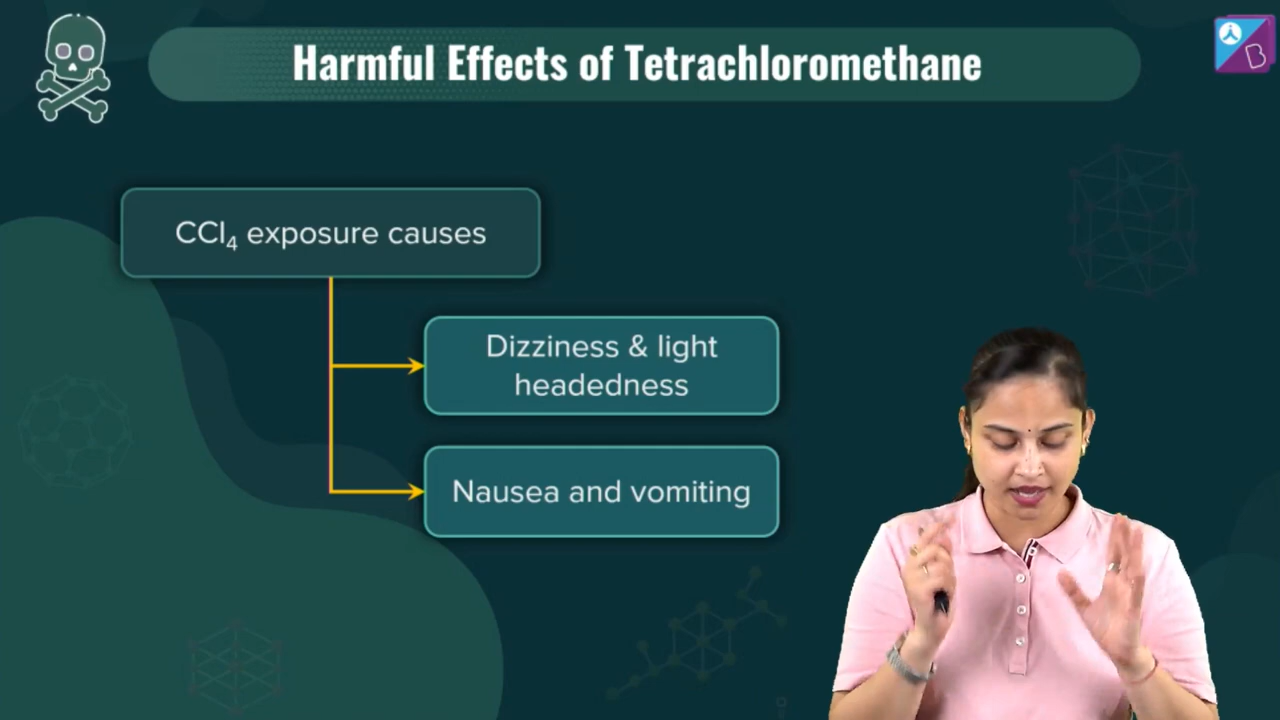 Harmful Effects of Tetrachloromethane
CCl₄ exposure causes
Dizziness & light
headedness
Nausea and vomiting
B